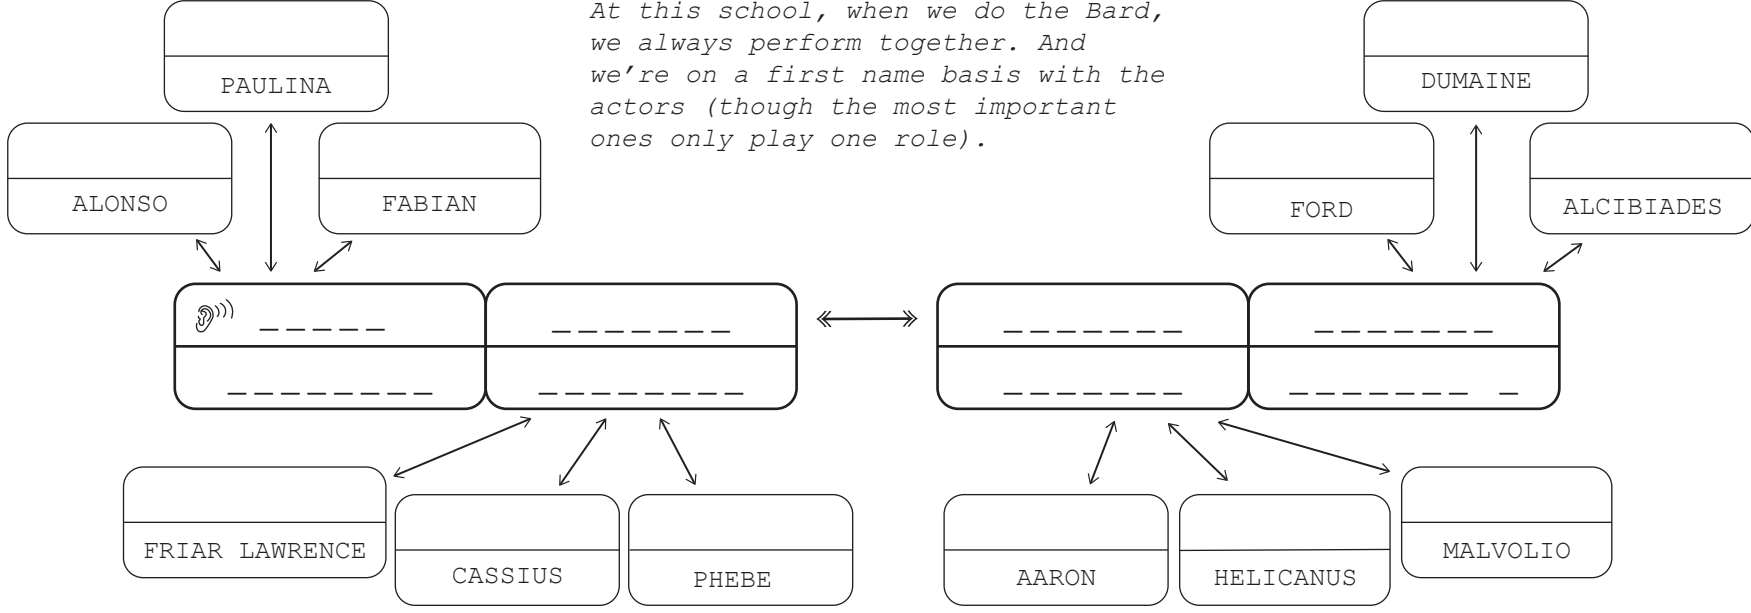 At this school, when we do the Bard,
we always perform together. And
we're on a first name basis with the
actors (though the most important
ones only play one role).
PAULINA
DUMAINE
ALONSO
FABIAN
FORD
ALCIBIADES
FRIAR LAWRENCE
CASSIUS
PHEBE
AARON
HELICANUS
MALVOLIO